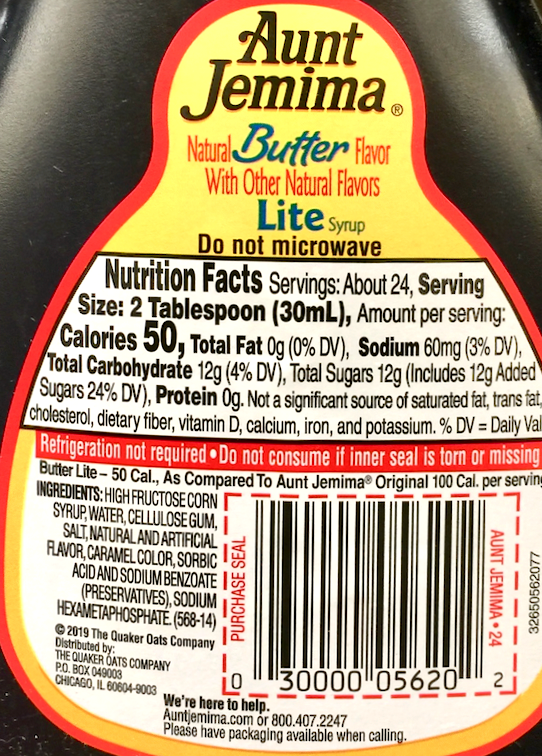 Aunt
Jemima®
Natural Butter Flavor
With Other Natural Flavors
Lite Syrup
Do not microwave
Nutrition Facts Servings: About 24, Serving
Size: 2 Tablespoon (30mL), Amount per serving:
Calories 50, Total Fat 0g (0% DV), Sodium 60mg (3% DV),
Total Carbohydrate 12g (4% DV), Total Sugars 12g (Includes 12g Added
Sugars 24% DV), Protein 0g. Not a significant source of saturated fat, trans fat,
cholesterol, dietary fiber, vitamin D, calcium, iron, and potassium. % DV = Daily Val
Refrigeration not required • Do not consume if inner seal is torn or missing
Butter Lite – 50 Cal., As Compared To Aunt Jemima® Original 100 Cal. per serving
INGREDIENTS: HIGH FRUCTOSE CORN
SYRUP, WATER, CELLULOSE GUM,
SALT, NATURAL AND ARTIFICIAL
FLAVOR, CARAMEL COLOR, SORBIC
ACID AND SODIUM BENZOATE
(PRESERVATIVES), SODIUM
HEXAMETAPHOSPHATE. (568-14)
© 2019 The Quaker Oats Company
Distributed by:
THE QUAKER OATS COMPANY
P.O. BOX 049003
CHICAGO, IL 60604-9003
PURCHASE SEAL
AUNT JEMIMA • 24
32650562077
0 30000 05620 2
We're here to help.
Auntjemima.com or 800.407.2247
Please have packaging available when calling.